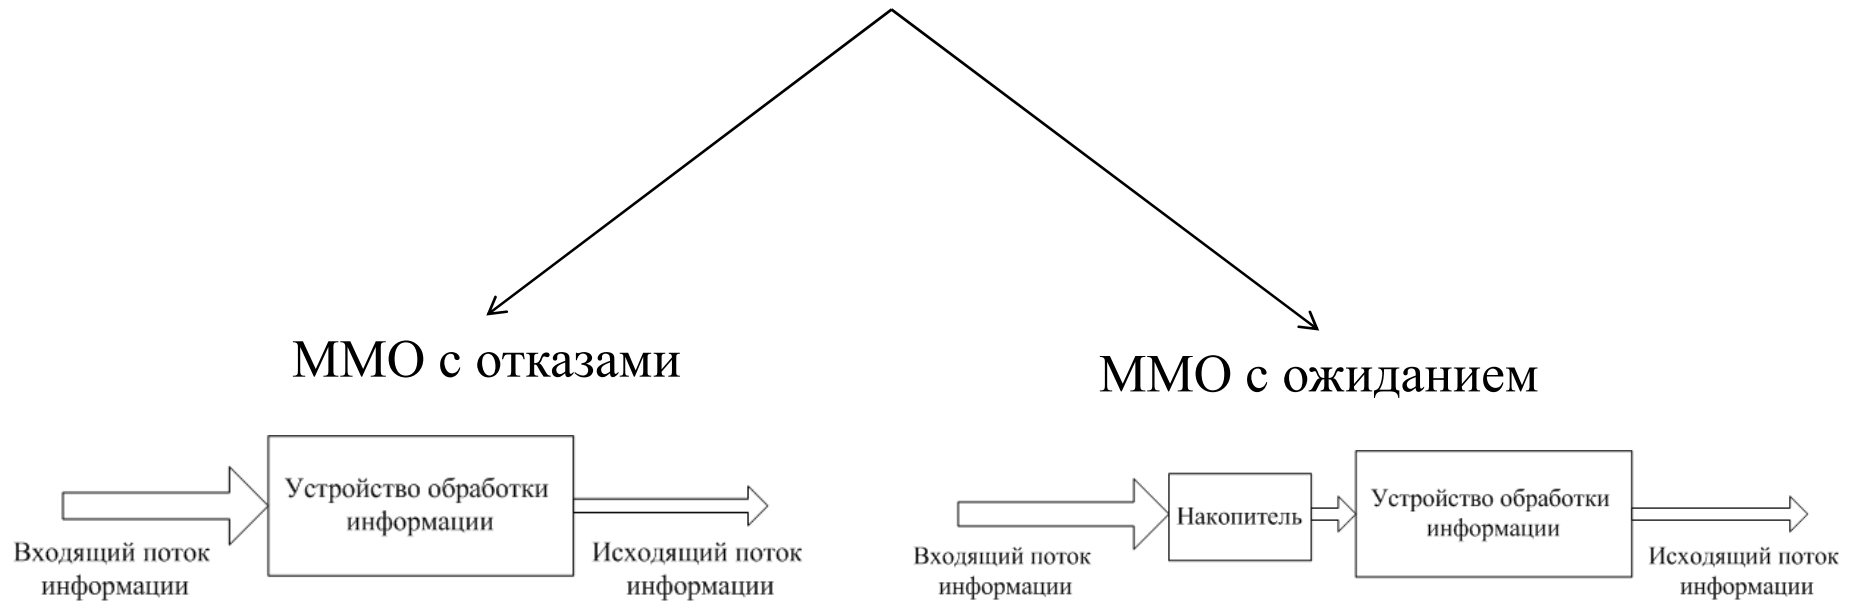 ММО с отказами
Устройство обработки
информации
Входящий поток
информации
Исходящий поток
информации
ММО с ожиданием
Накопитель
Устройство обработки
информации
Входящий поток
информации
Исходящий поток
информации